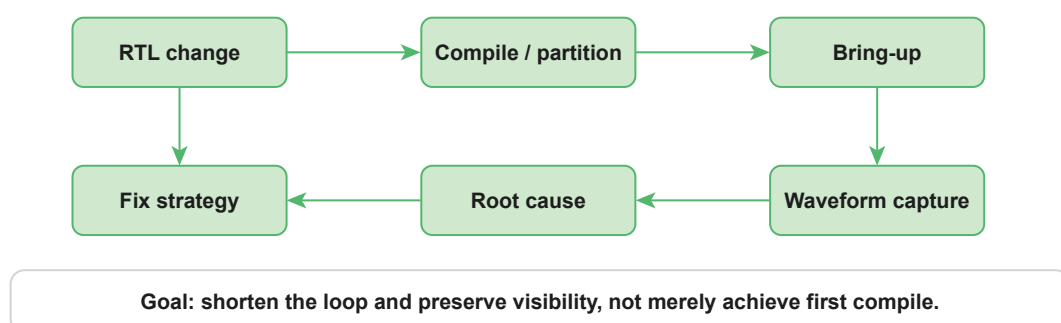 RTL change
Compile / partition
Bring-up
Fix strategy
Root cause
Waveform capture
Goal: shorten the loop and preserve visibility, not merely achieve first compile.